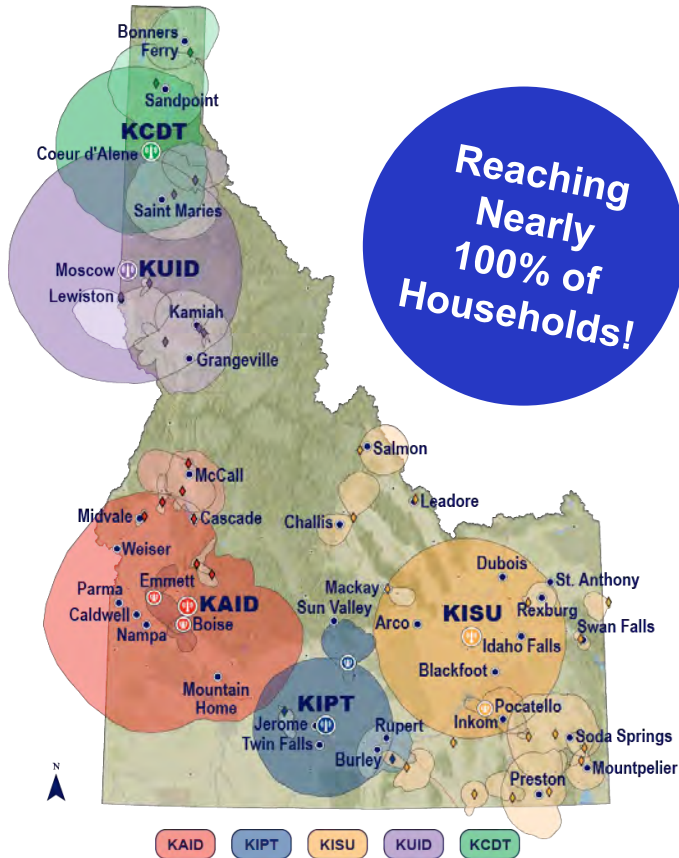 Bonners
Ferry
Sandpoint
KCDT
Coeur d'Alene
Saint Maries
Reaching
Nearly
100% of
Households!
Moscow
KUID
Lewiston
Kamiah
Grangeville
Salmon
McCall
Leadore
Midvale
Cascade
Challis
Weiser
Dubois
St. Anthony
Emmett
Mackay
Rexburg
Parma
KAID
Sun Valley
KISU
Caldwell
Boise
Arco
Swan Falls
Nampa
Idaho Falls
Blackfoot
Mountain
Home
KIPT
Pocatello
Inkom
Jerome
Rupert
Soda Springs
Twin Falls
Burley
Mountpelier
Preston
N
KAID
KIPT
KISU
KUID
KCDT